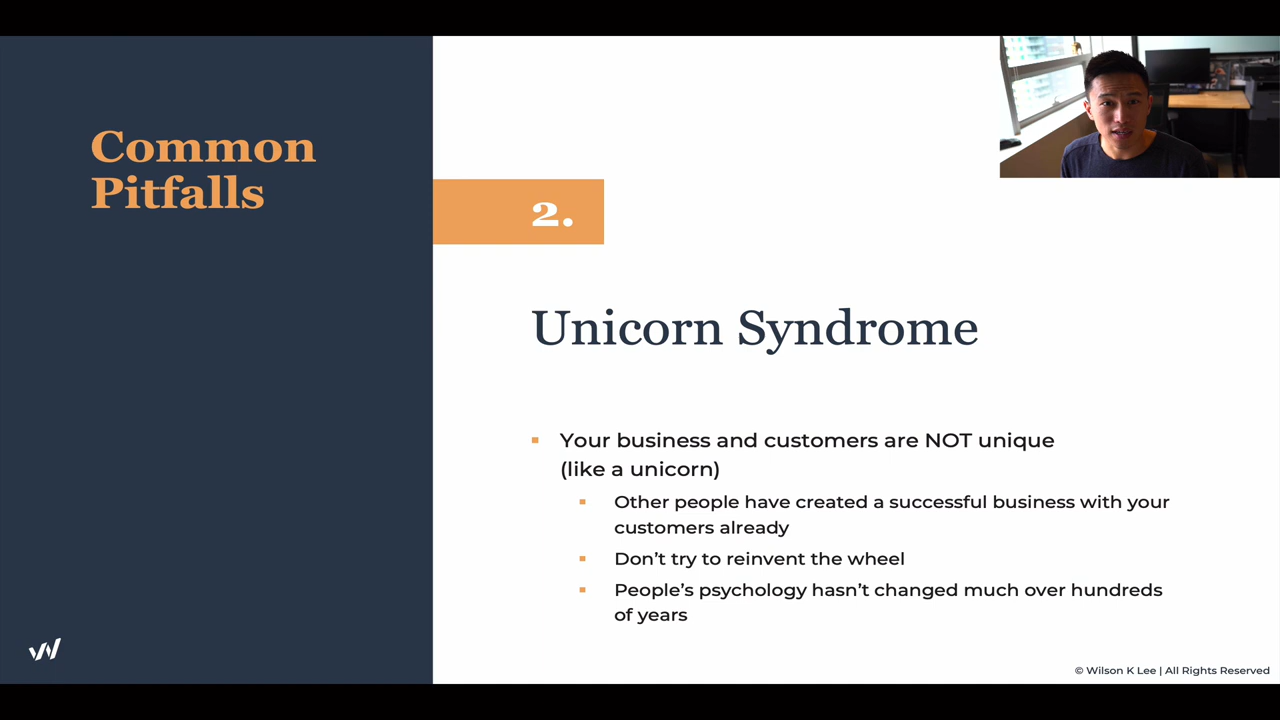 Common
Pitfalls
2.
Unicorn Syndrome
Your business and customers are NOT unique
(like a unicorn)
Other people have created a successful business with your
customers already
Don’t try to reinvent the wheel
People’s psychology hasn’t changed much over hundreds
of years
© Wilson K Lee | All Rights Reserved